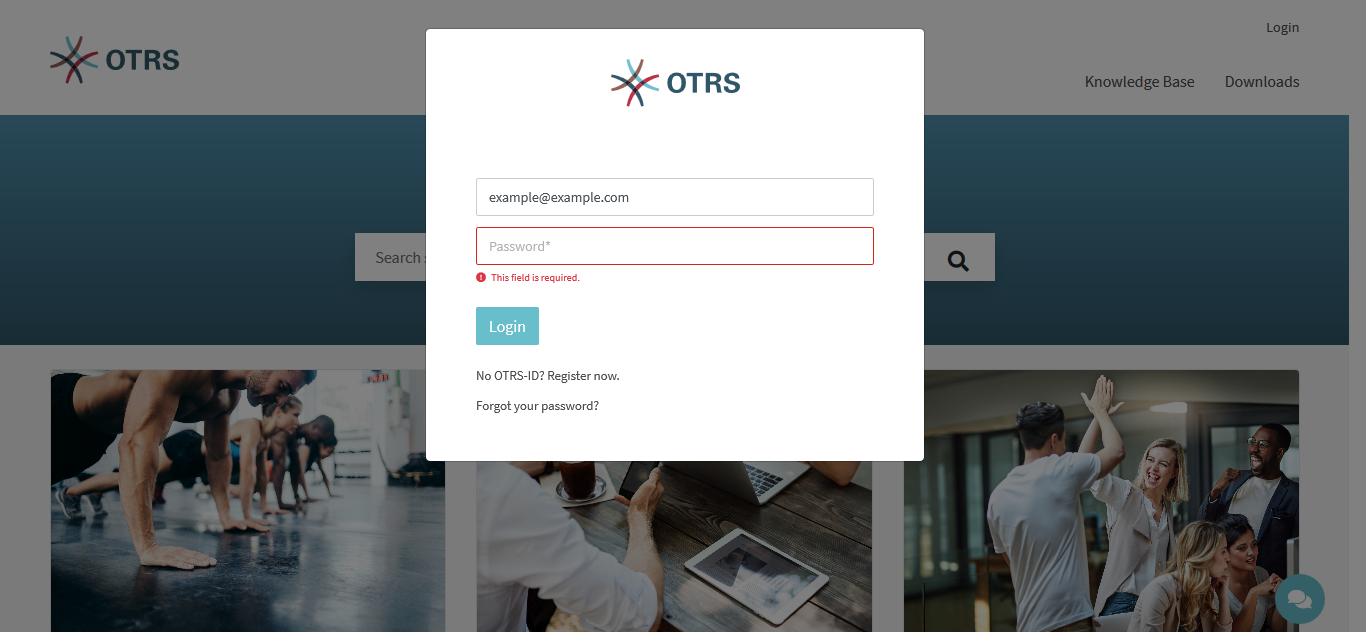 Login
OTRS
Knowledge Base
Downloads
OTRS
example@example.com
Password*
This field is required.
Search
Login
No OTRS-ID? Register now.
Forgot your password?